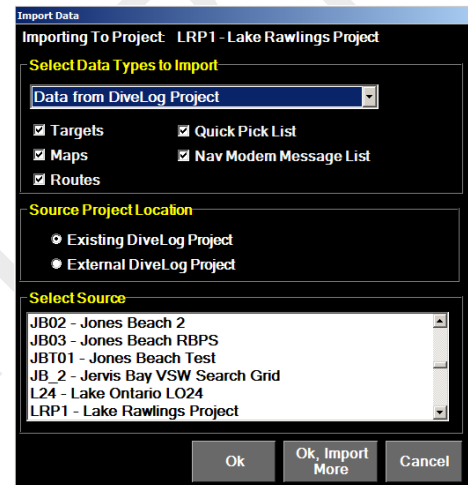 Import Data
Importing To Project: LRP1 - Lake Rawlings Project
Select Data Types to Import
Data from DiveLog Project
Targets
Quick Pick List
Maps
Nav Modem Message List
Routes
Source Project Location
Existing DiveLog Project
External DiveLog Project
Select Source
JB02 - Jones Beach 2
JB03 - Jones Beach RBPS
JBT01 - Jones Beach Test
JB_2 - Jervis Bay VSW Search Grid
L24 - Lake Ontario LO24
LRP1 - Lake Rawlings Project
Ok
Ok, Import
More
Cancel